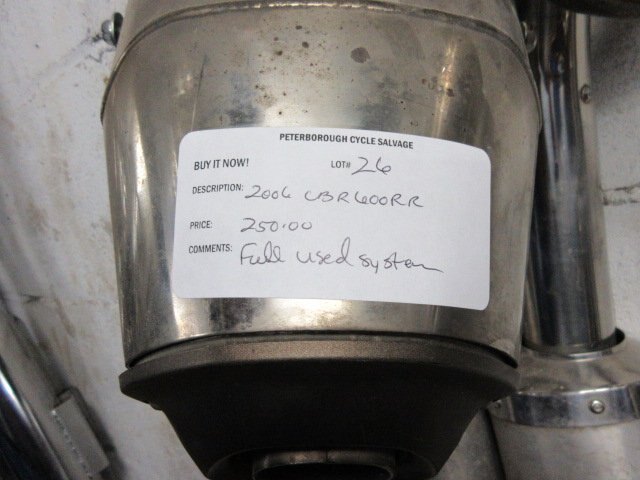 PETERBOROUGH CYCLE SALVAGE
BUY IT NOW! LOT# 26
DESCRIPTION: 2006 CBR600RR
PRICE: 250.00
COMMENTS: Full used system